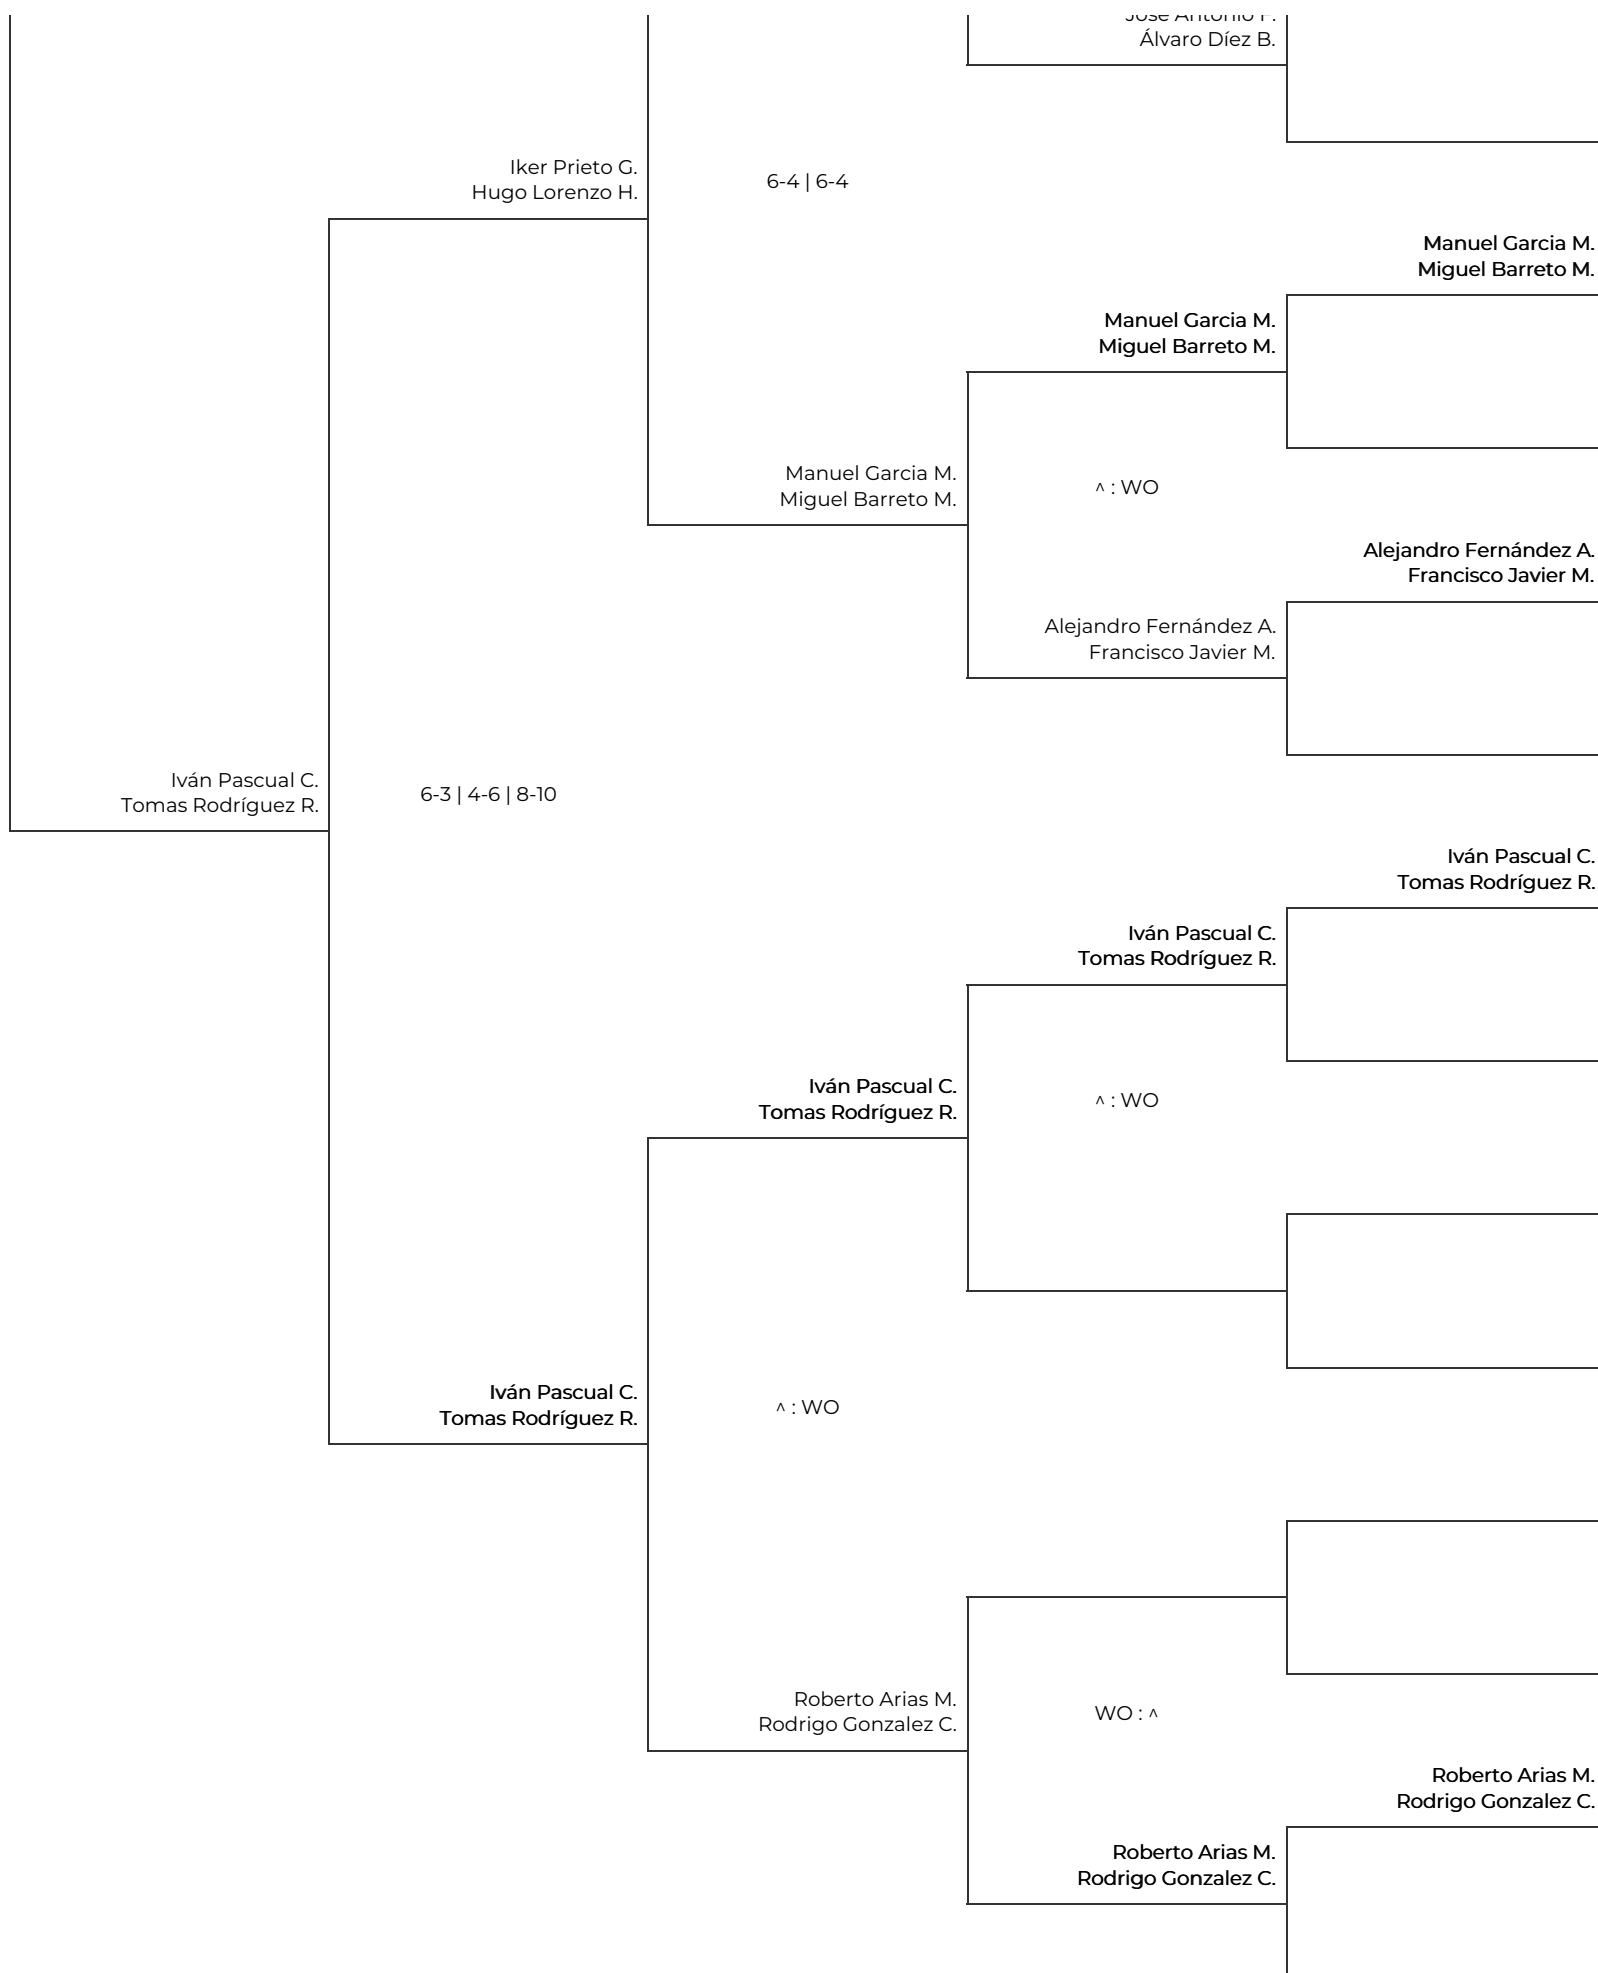 Álvaro Díez B.
Iker Prieto G.
Hugo Lorenzo H.
6-4 | 6-4
Manuel Garcia M.
Miguel Barreto M.
Manuel Garcia M.
Miguel Barreto M.
Manuel Garcia M.
Miguel Barreto M.
^ : WO
Alejandro Fernández A.
Francisco Javier M.
Alejandro Fernández A.
Francisco Javier M.
Iván Pascual C.
Tomas Rodríguez R.
6-3 | 4-6 | 8-10
Iván Pascual C.
Tomas Rodríguez R.
Iván Pascual C.
Tomas Rodríguez R.
Iván Pascual C.
Tomas Rodríguez R.
^ : WO
Iván Pascual C.
Tomas Rodríguez R.
^ : WO
Roberto Arias M.
Rodrigo Gonzalez C.
WO : ^
Roberto Arias M.
Rodrigo Gonzalez C.
Roberto Arias M.
Rodrigo Gonzalez C.